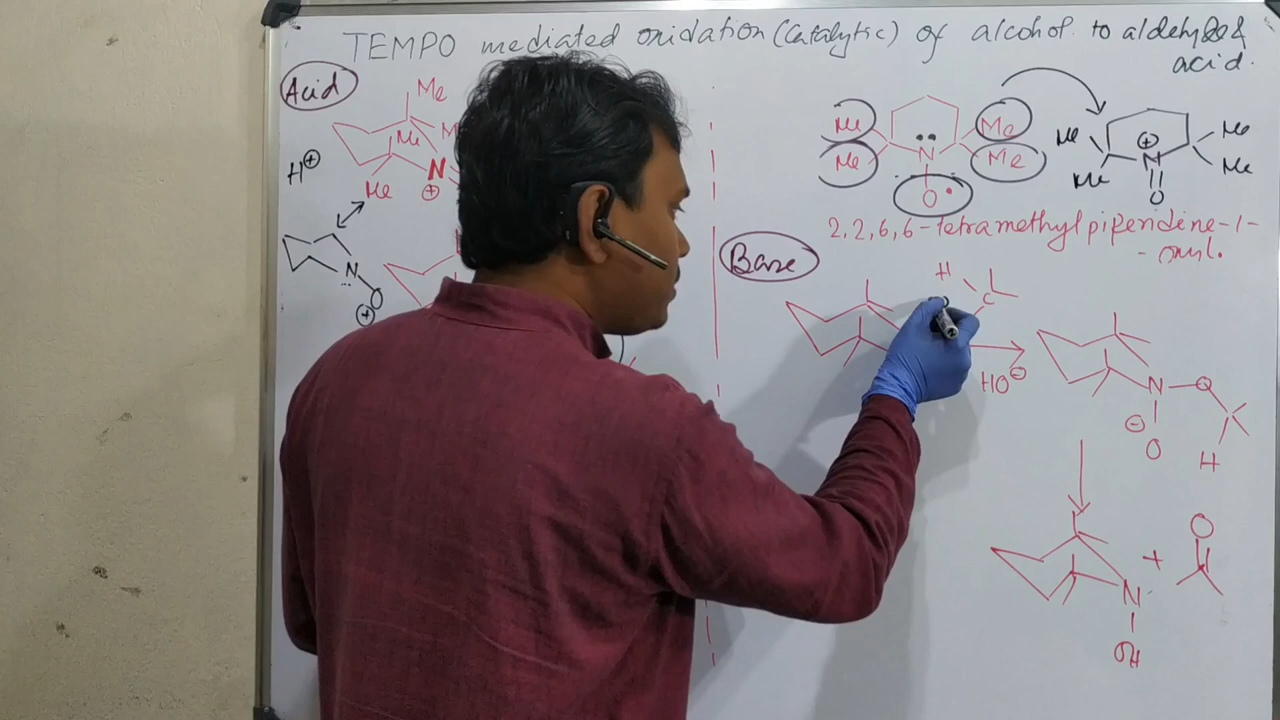 TEMPO mediated oxidation (Catalytic) of alcohol to aldehyde &
acid.
Acid
Me
Me
Me
N
⊕
H⊕
N
O
⊕
Me
Me
Me
Me
N
O•
⊕
Me
Me
Me
Me
N
O
2,2,6,6-tetramethylpiperidine-1-
-oxyl.
Base
H
C
HO⊖
N
O
⊖
O
H
+
O
N
OH